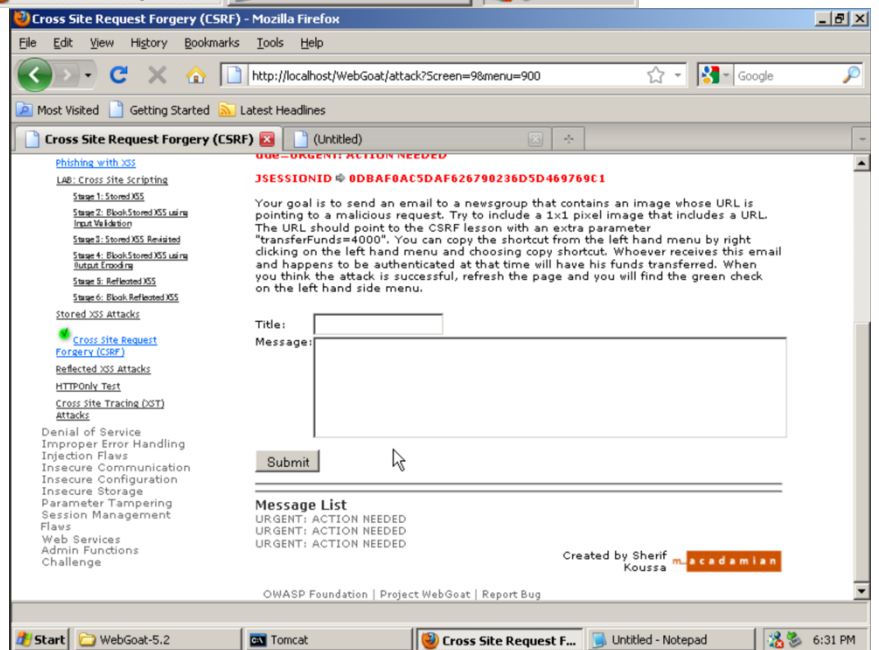 Cross Site Request Forgery (CSRF) - Mozilla Firefox
File Edit View History Bookmarks Tools Help
http://localhost/WebGoat/attack?Screen=9&menu=900
Google
Most Visited Getting Started Latest Headlines
Cross Site Request Forgery (CSRF) (Untitled)
Phishing with XSS
LAB: Cross Site Scripting
Stage 1: Stored XSS
Stage 2: Block Stored XSS using
Input Validation
Stage 3: Stored XSS Revisited
Stage 4: Block Stored XSS using
Output Encoding
Stage 5: Reflected XSS
Stage 6: Block Reflected XSS
Stored XSS Attacks
Cross Site Request
Forgery (CSRF)
Reflected XSS Attacks
HTTPOnly Test
Cross Site Tracing (XST)
Attacks
Denial of Service
Improper Error Handling
Injection Flaws
Insecure Communication
Insecure Configuration
Insecure Storage
Parameter Tampering
Session Management
Flaws
Web Services
Admin Functions
Challenge
URGENT: ACTION NEEDED
JSESSIONID ⇨ 0DBAF0AC5DAF626790236D5D469769C1
Your goal is to send an email to a newsgroup that contains an image whose URL is
pointing to a malicious request. Try to include a 1x1 pixel image that includes a URL.
The URL should point to the CSRF lesson with an extra parameter
"transferFunds=4000". You can copy the shortcut from the left hand menu by right
clicking on the left hand menu and choosing copy shortcut. Whoever receives this email
and happens to be authenticated at that time will have his funds transferred. When
you think the attack is successful, refresh the page and you will find the green check
on the left hand side menu.
Title:
Message:
Submit
Message List
URGENT: ACTION NEEDED
URGENT: ACTION NEEDED
URGENT: ACTION NEEDED
Created by Sherif
Koussa
macadamian
OWASP Foundation | Project WebGoat | Report Bug
Start WebGoat-5.2 Tomcat Cross Site Request F... Untitled - Notepad 6:31 PM